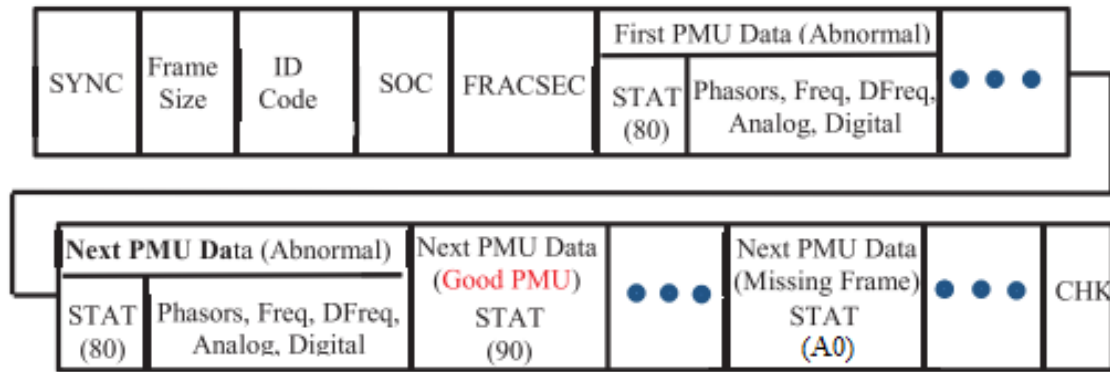 SYNC
Frame
Size
ID
Code
SOC
FRACSEC
First PMU Data (Abnormal)
STAT
(80)
Phasors, Freq, DFreq,
Analog, Digital
Next PMU Data (Abnormal)
STAT
(80)
Phasors, Freq, DFreq,
Analog, Digital
Next PMU Data
(Good PMU)
STAT
(90)
Next PMU Data
(Missing Frame)
STAT
(A0)
CHK